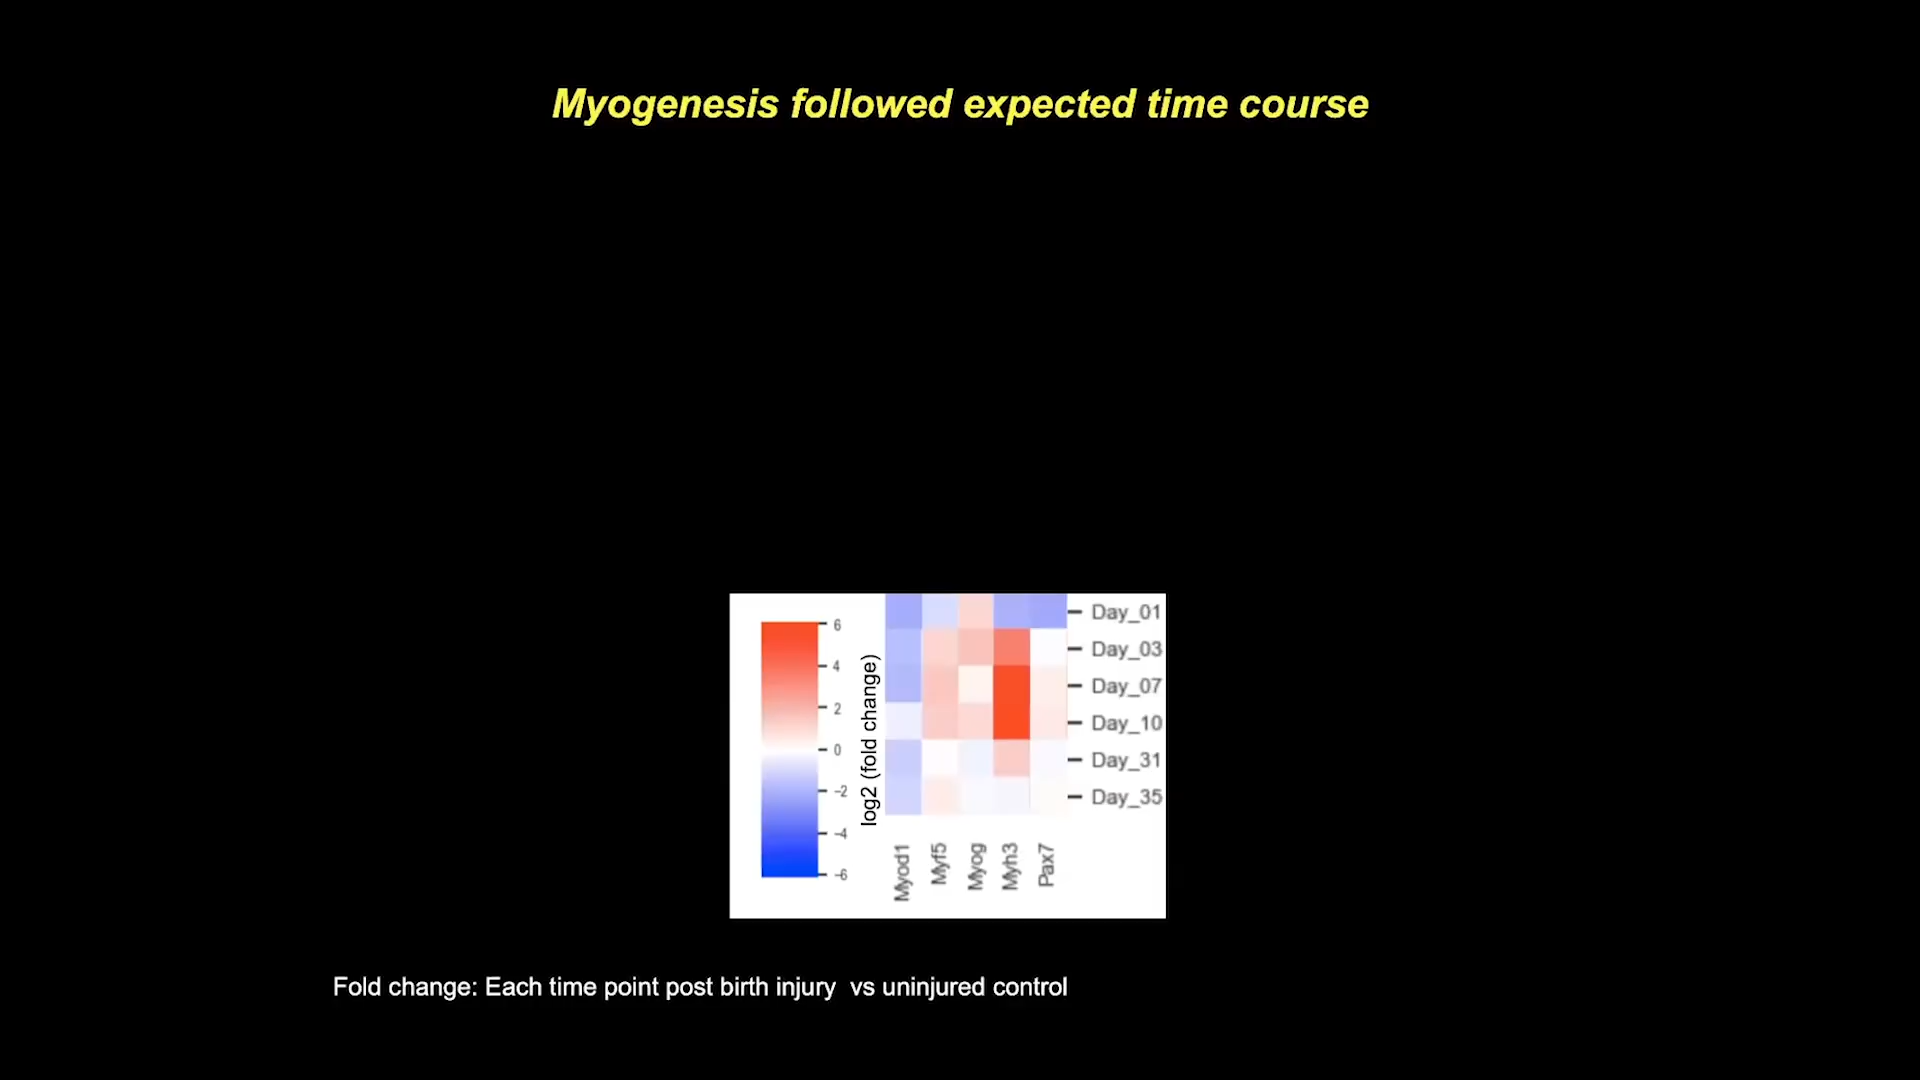 Myogenesis followed expected time course
6
4
2
0
-2
-4
-6
log2 (fold change)
Day_01
Day_03
Day_07
Day_10
Day_31
Day_35
Myod1
Myf5
Myog
Myh3
Pax7
Fold change: Each time point post birth injury  vs uninjured control